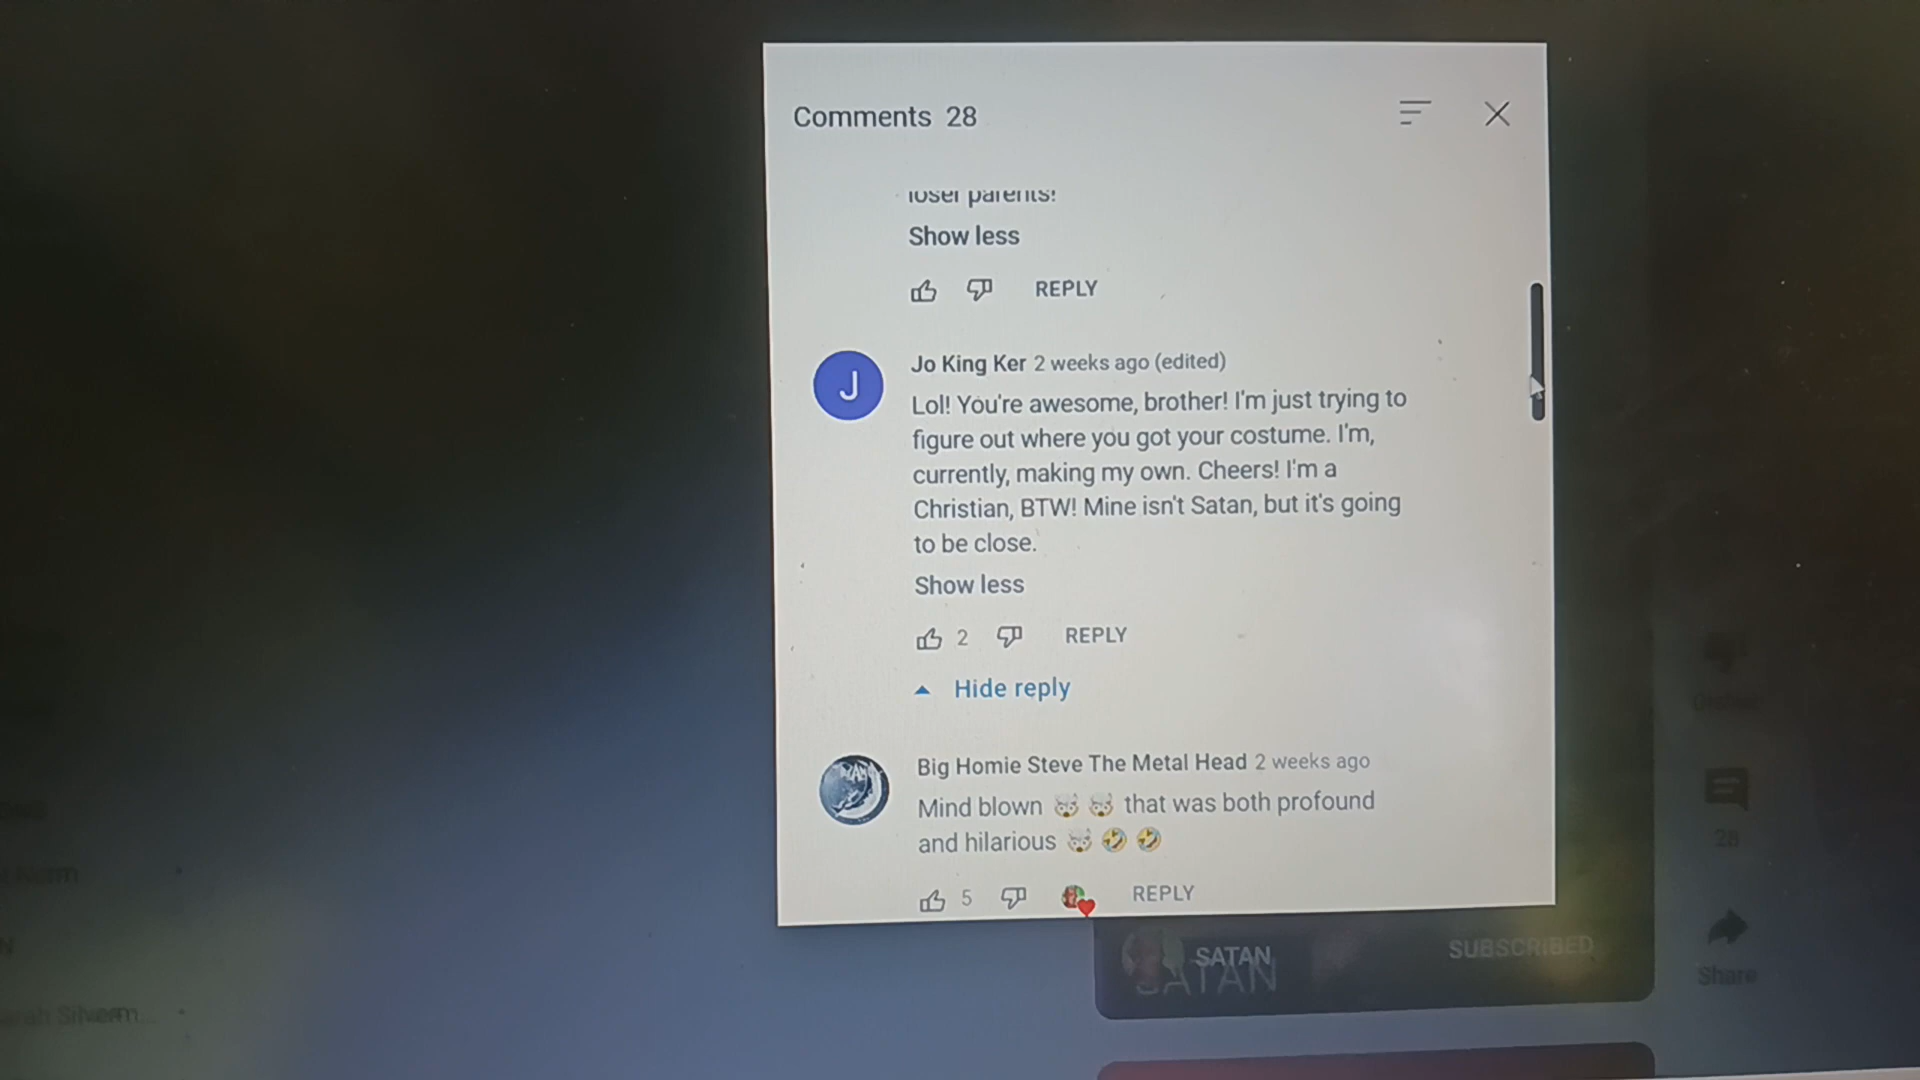 Comments 28
loser parents!
Show less
REPLY
J
Jo King Ker 2 weeks ago (edited)
Lol! You're awesome, brother! I'm just trying to
figure out where you got your costume. I'm,
currently, making my own. Cheers! I'm a
Christian, BTW! Mine isn't Satan, but it's going
to be close.
Show less
2
REPLY
Hide reply
Big Homie Steve The Metal Head 2 weeks ago
Mind blown 🤯 🤯 that was both profound
and hilarious 🤯 🤣 🤣
5
REPLY
SATAN
SATAN
SUBSCRIBED
28
Share